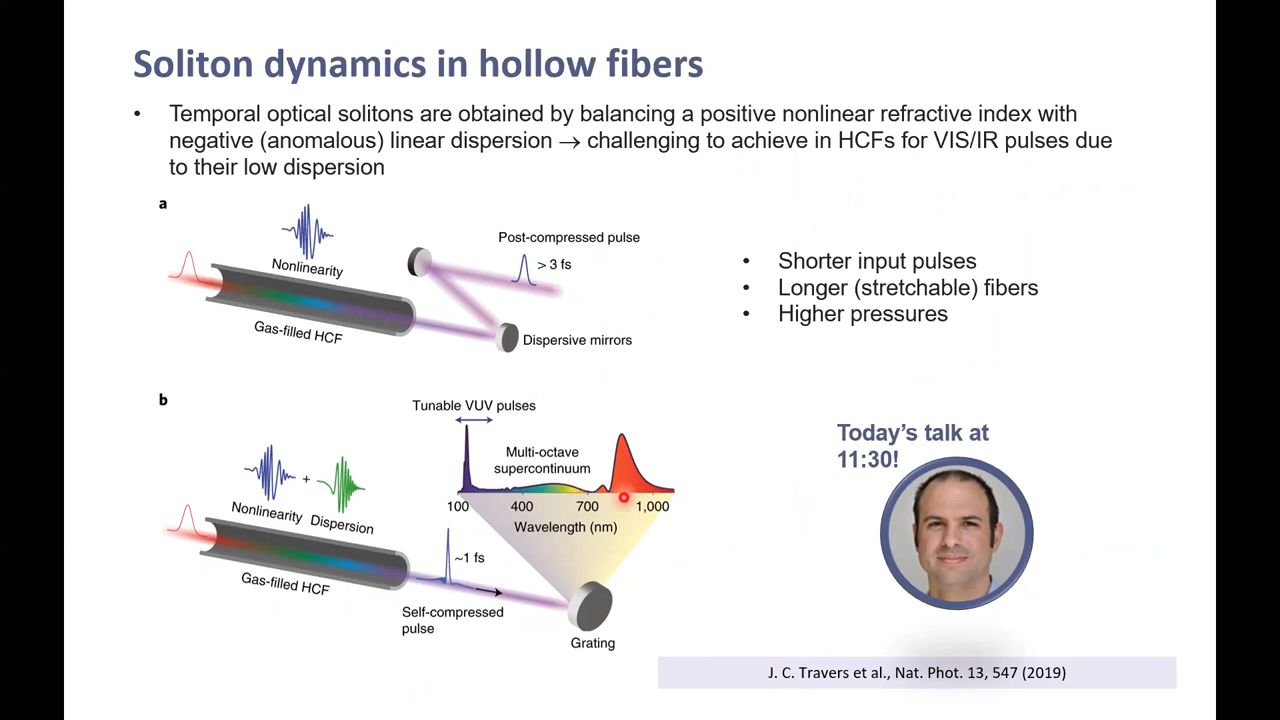 Soliton dynamics in hollow fibers
• Temporal optical solitons are obtained by balancing a positive nonlinear refractive index with
negative (anomalous) linear dispersion → challenging to achieve in HCFs for VIS/IR pulses due
to their low dispersion
a
Nonlinearity
Gas-filled HCF
Post-compressed pulse
> 3 fs
Dispersive mirrors
• Shorter input pulses
• Longer (stretchable) fibers
• Higher pressures
b
Tunable VUV pulses
Multi-octave
supercontinuum
100 400 700 1,000
Wavelength (nm)
+
Nonlinearity Dispersion
Gas-filled HCF
~1 fs
Self-compressed
pulse
Grating
Today’s talk at
11:30!
J. C. Travers et al., Nat. Phot. 13, 547 (2019)